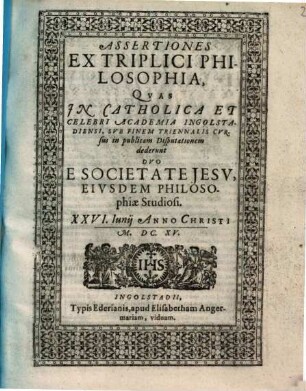 ASSERTIONES
EX TRIPLICI PHI-
LOSOPHIA,
QVAS
IN CATHOLICA ET
CELEBRI ACADEMIA INGOLSTA-
DIENSI, SVB FINEM TRIENNALIS CVR-
sus in publicam Disputationem
dederunt
DVO
E SOCIETATE JESV,
EIVSDEM PHILOSO-
phiæ Studiosi.
XXVI. Iunij ANNO CHRISTI
M. DC. XV.
IHS
INGOLSTADII,
Typis Ederianis, apud Elisabetham Anger-
mariam, viduam.